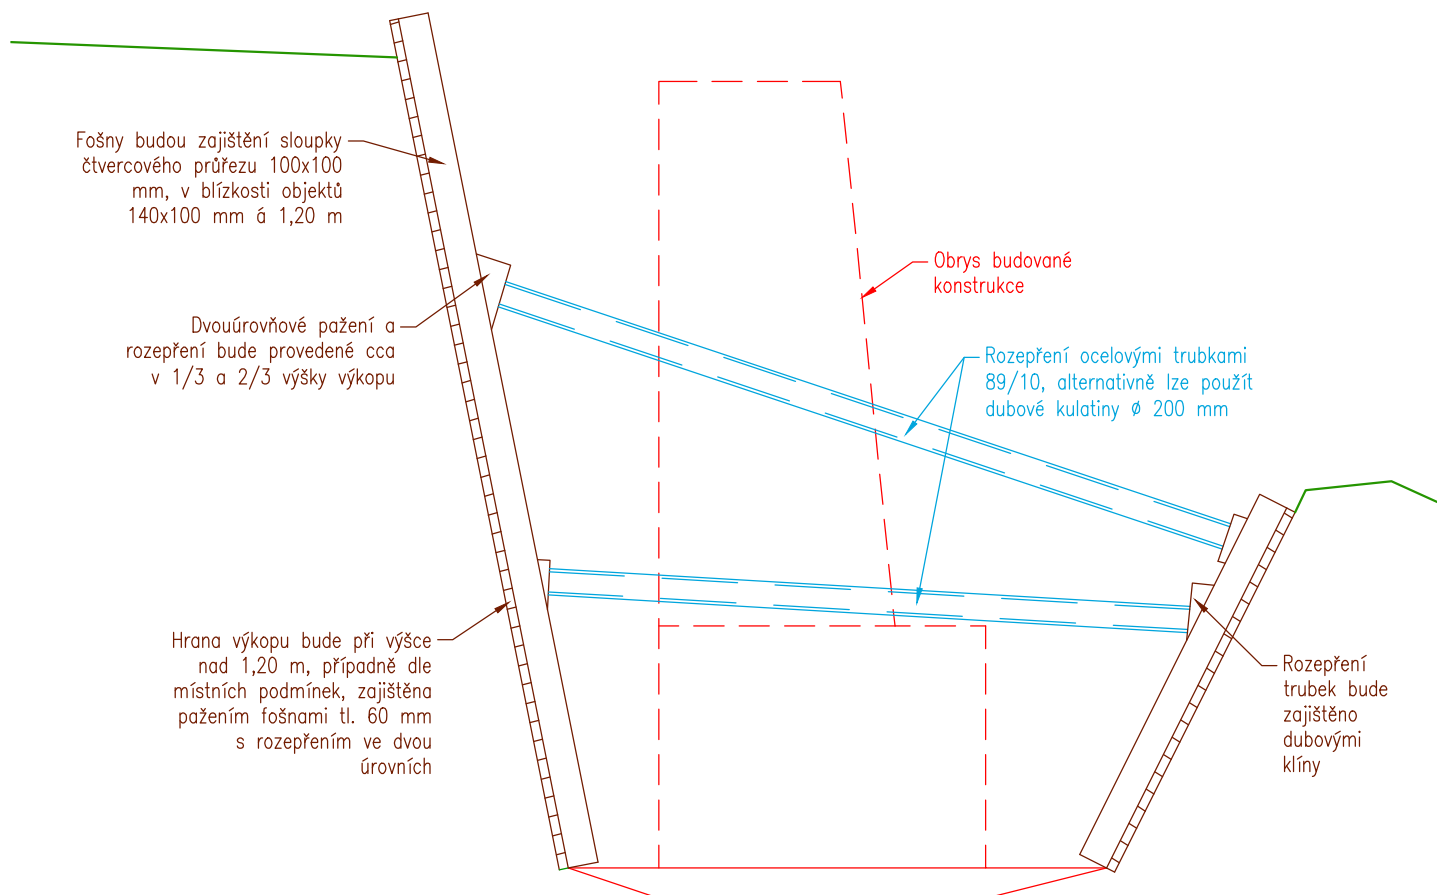 Fošny budou zajištění sloupky
čtvercového průřezu 100x100
mm, v blízkosti objektů
140x100 mm á 1,20 m
Obrys budované
konstrukce
Dvouúrovňové pažení a
rozepření bude provedené cca
v 1/3 a 2/3 výšky výkopu
Rozepření ocelovými trubkami
89/10, alternativně lze použít
dubové kulatiny ø 200 mm
Hrana výkopu bude při výšce
nad 1,20 m, případně dle
místních podmínek, zajištěna
pažením fošnami tl. 60 mm
s rozepřením ve dvou
úrovních
Rozepření
trubek bude
zajištěno
dubovými
klíny